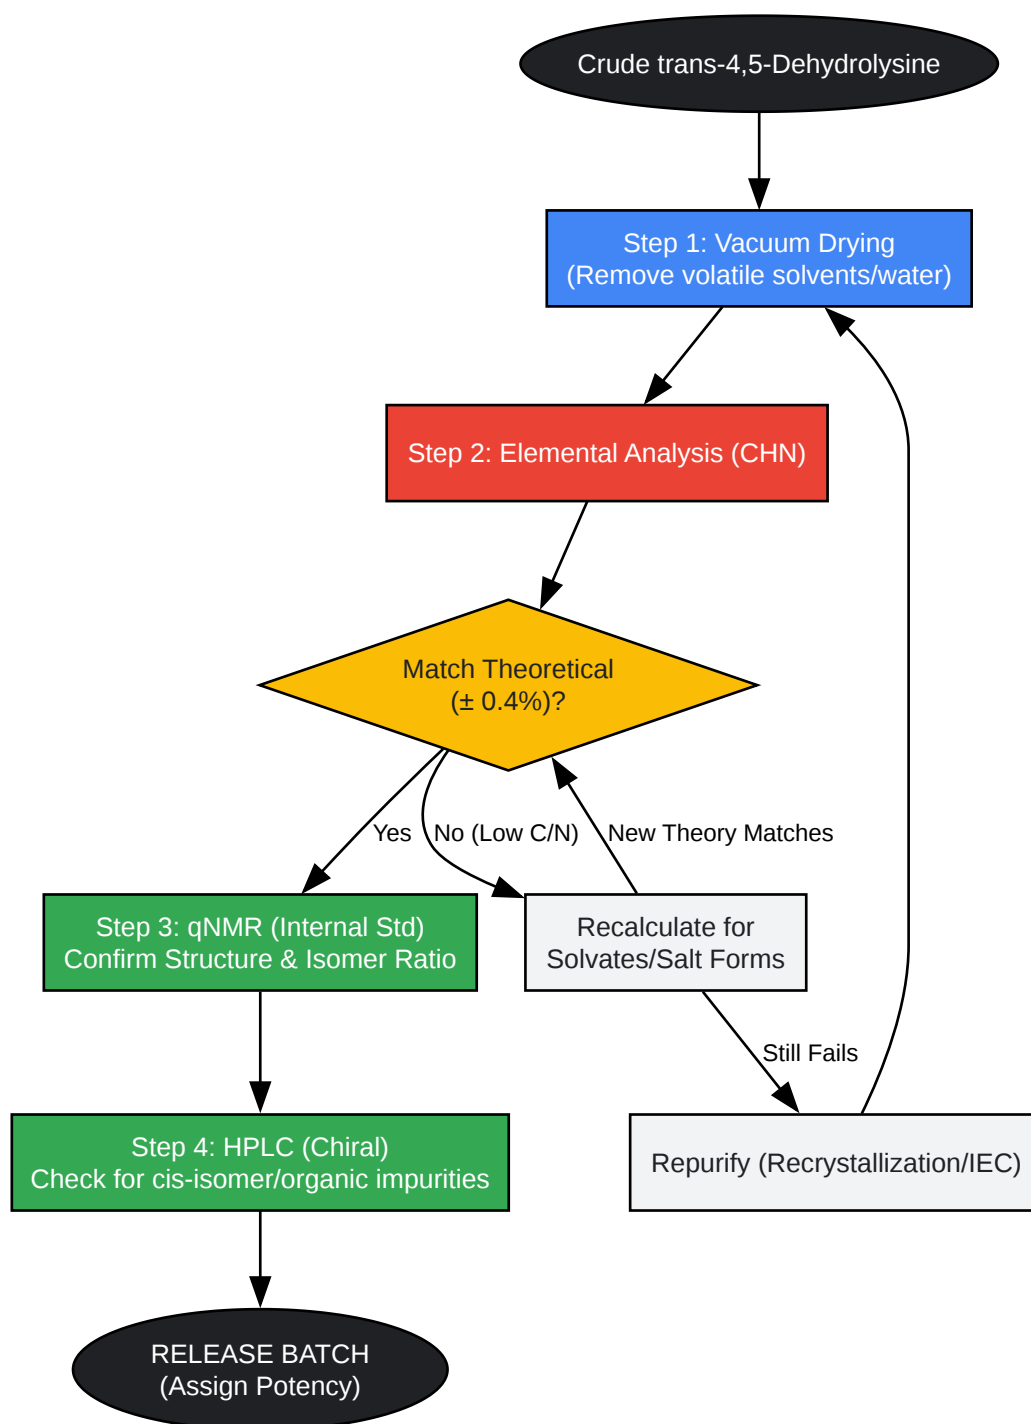 Crude trans-4,5-Dehydrolysine
Step 1: Vacuum Drying
(Remove volatile solvents/water)
Step 2: Elemental Analysis (CHN)
Match Theoretical
(± 0.4%)?
Yes
No (Low C/N)
New Theory Matches
Step 3: qNMR (Internal Std)
Confirm Structure & Isomer Ratio
Recalculate for
Solvates/Salt Forms
Still Fails
Step 4: HPLC (Chiral)
Check for cis-isomer/organic impurities
Repurify (Recrystallization/IEC)
RELEASE BATCH
(Assign Potency)